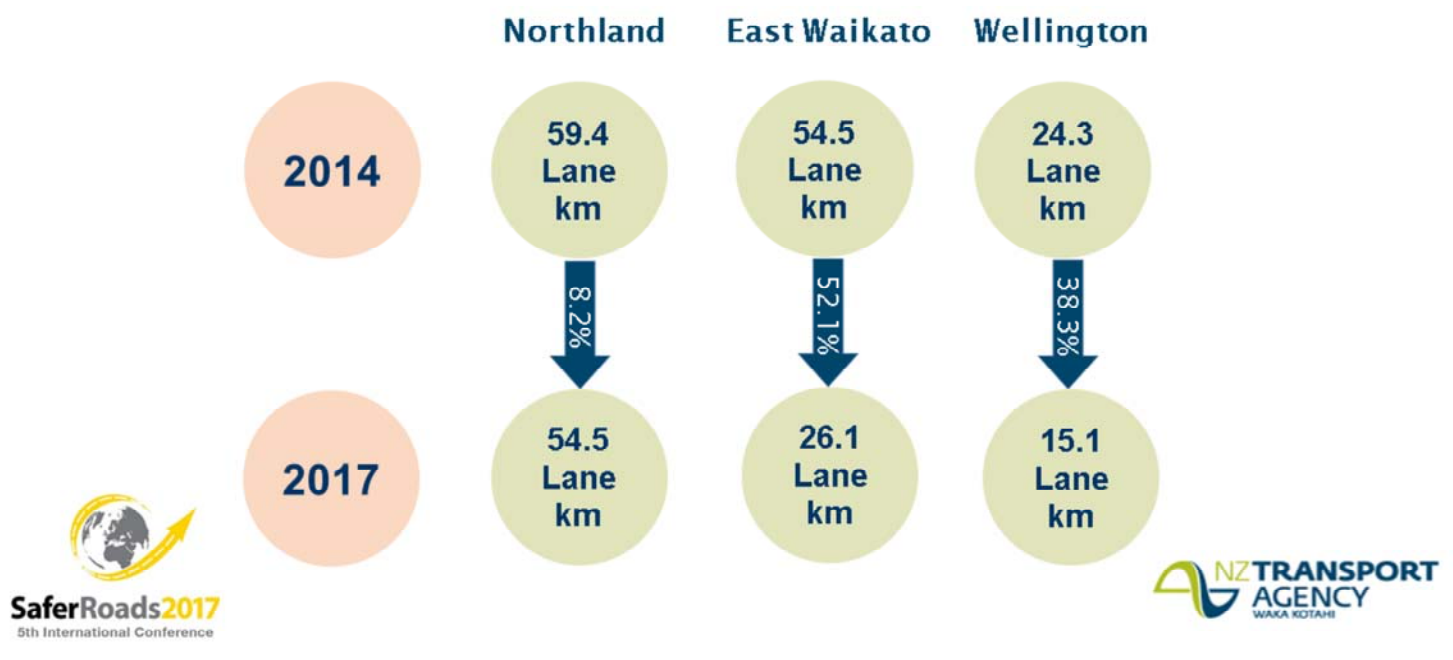 Northland East Waikato Wellington
2014
59.4
Lane
km
54.5
Lane
km
24.3
Lane
km
8.2%
52.1%
38.3%
2017
54.5
Lane
km
26.1
Lane
km
15.1
Lane
km
SaferRoads2017
5th International Conference
NZTRANSPORT
AGENCY
WAKA KOTAHI